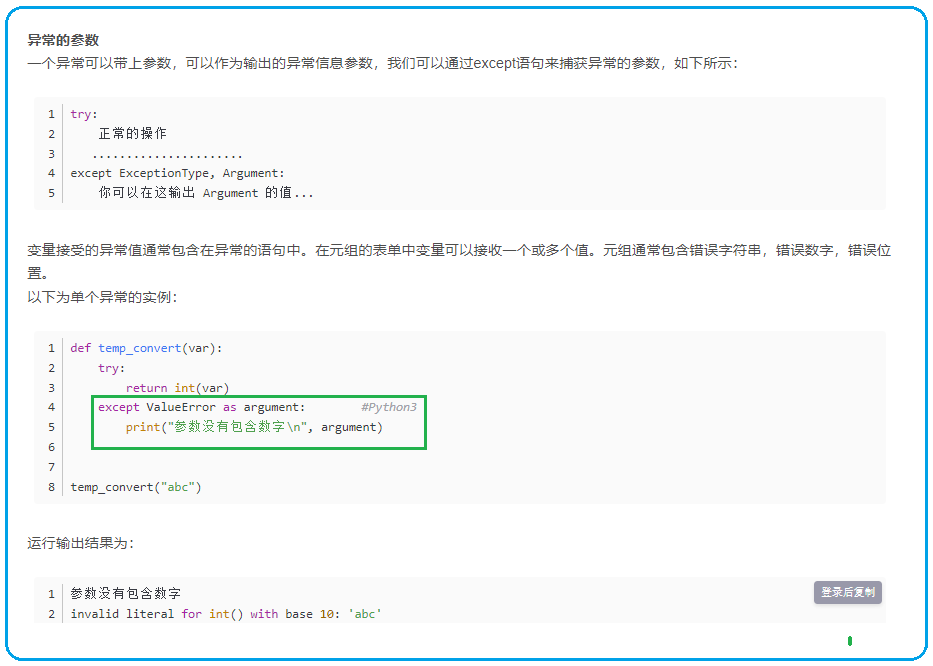 异常的参数
一个异常可以带上参数，可以作为输出的异常信息参数，我们可以通过except语句来捕获异常的参数，如下所示：
1 try:
2     正常的操作
3    ......................
4 except ExceptionType, Argument:
5     你可以在这输出 Argument 的值...
变量接受的异常值通常包含在异常的语句中。在元组的表单中变量可以接收一个或多个值。元组通常包含错误字符串，错误数字，错误位
置。
以下为单个异常的实例：
1 def temp_convert(var):
2     try:
3         return int(var)
4     except ValueError as argument:        #Python3
5         print("参数没有包含数字\n", argument)
6
7
8 temp_convert("abc")
运行输出结果为：
1 参数没有包含数字
登录后复制
2 invalid literal for int() with base 10: 'abc'